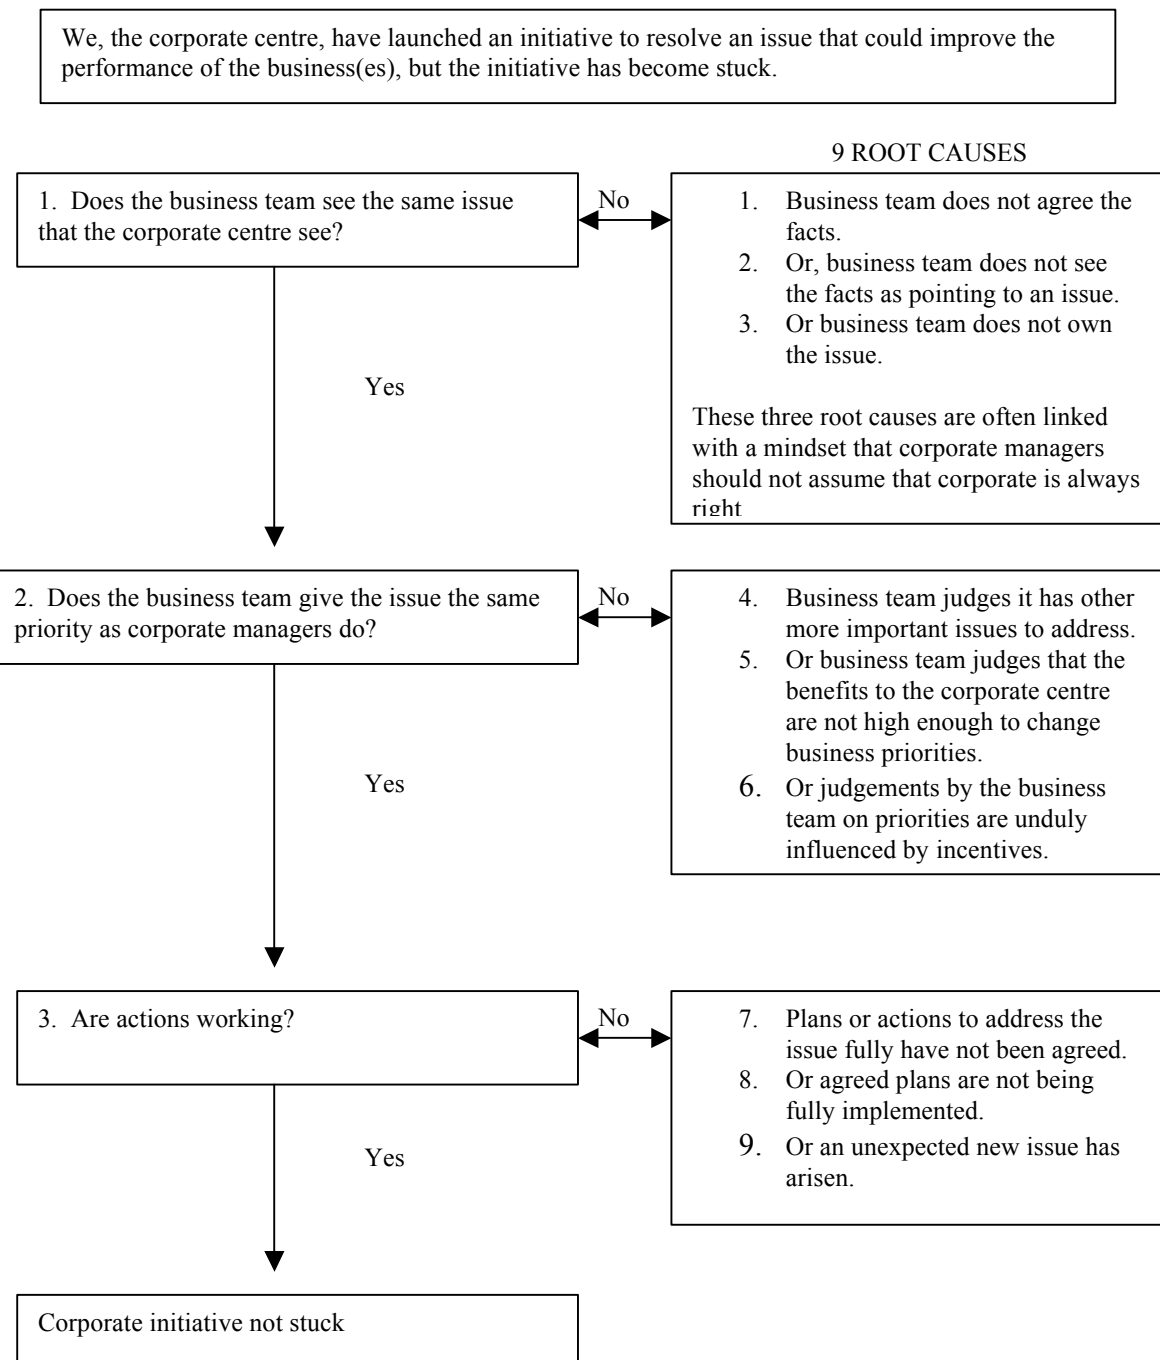 We, the corporate centre, have launched an initiative to resolve an issue that could improve the
performance of the business(es), but the initiative has become stuck.
9 ROOT CAUSES
1. Does the business team see the same issue
that the corporate centre see?
No
1. Business team does not agree the
facts.
2. Or, business team does not see
the facts as pointing to an issue.
3. Or business team does not own
the issue.
These three root causes are often linked
with a mindset that corporate managers
should not assume that corporate is always
right
Yes
2. Does the business team give the issue the same
priority as corporate managers do?
No
4. Business team judges it has other
more important issues to address.
5. Or business team judges that the
benefits to the corporate centre
are not high enough to change
business priorities.
6. Or judgements by the business
team on priorities are unduly
influenced by incentives.
Yes
3. Are actions working?
No
7. Plans or actions to address the
issue fully have not been agreed.
8. Or agreed plans are not being
fully implemented.
9. Or an unexpected new issue has
arisen.
Yes
Corporate initiative not stuck